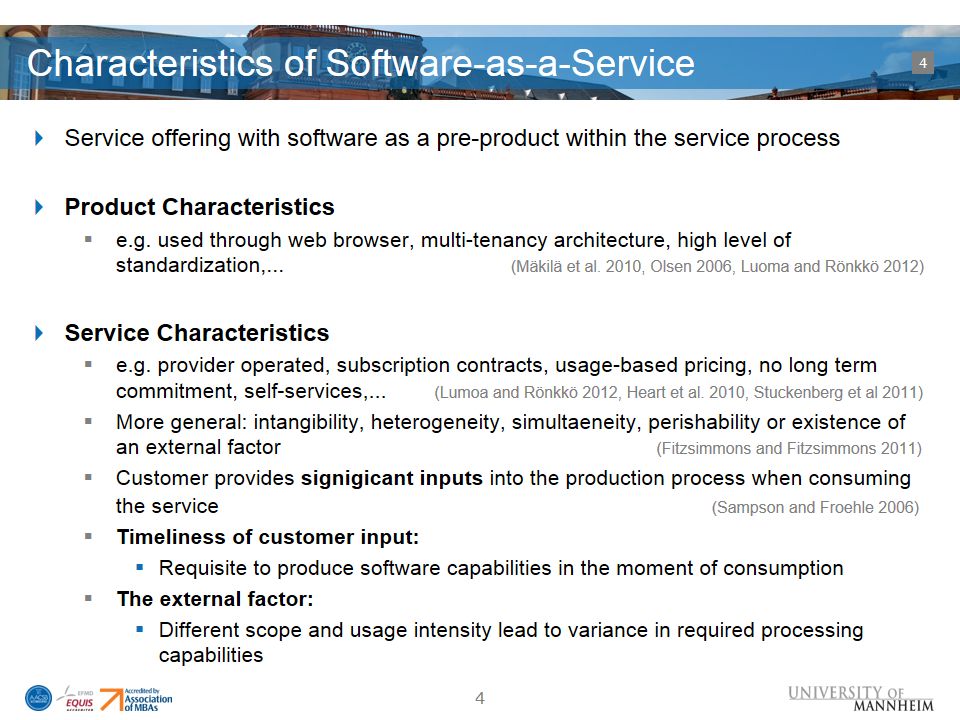 Characteristics of Software-as-a-Service
4
Service offering with software as a pre-product within the service process
Product Characteristics
e.g. used through web browser, multi-tenancy architecture, high level of
standardization,... (Mäkilä et al. 2010, Olsen 2006, Luoma and Rönkkö 2012)
Service Characteristics
e.g. provider operated, subscription contracts, usage-based pricing, no long term
commitment, self-services,... (Lumoa and Rönkkö 2012, Heart et al. 2010, Stuckenberg et al 2011)
More general: intangibility, heterogeneity, simultaeneity, perishability or existence of
an external factor (Fitzsimmons and Fitzsimmons 2011)
Customer provides signigicant inputs into the production process when consuming
the service (Sampson and Froehle 2006)
Timeliness of customer input:
Requisite to produce software capabilities in the moment of consumption
The external factor:
Different scope and usage intensity lead to variance in required processing
capabilities
AACSB
EFMD
EQUIS
ACCREDITED
Accredited by
Association
of MBAs
4
UNIVERSITY OF
MANNHEIM